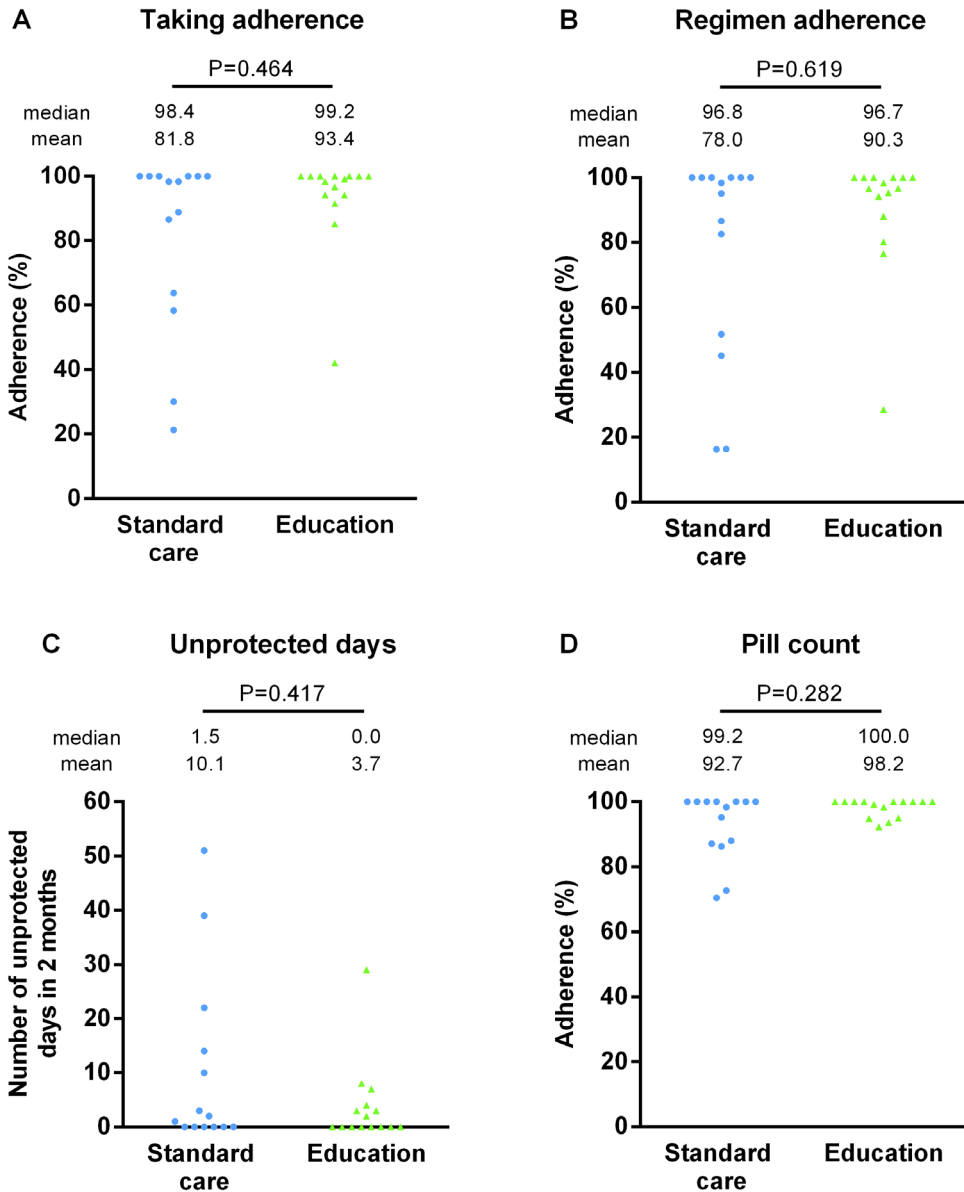 A Taking adherence
P=0.464
median 98.4 99.2
mean 81.8 93.4
Adherence (%)
100
80
60
40
20
0
Standard care
Education
B Regimen adherence
P=0.619
median 96.8 96.7
mean 78.0 90.3
Adherence (%)
100
80
60
40
20
0
Standard care
Education
C Unprotected days
P=0.417
median 1.5 0.0
mean 10.1 3.7
Number of unprotected
days in 2 months
60
50
40
30
20
10
0
Standard care
Education
D Pill count
P=0.282
median 99.2 100.0
mean 92.7 98.2
Adherence (%)
100
80
60
40
20
0
Standard care
Education